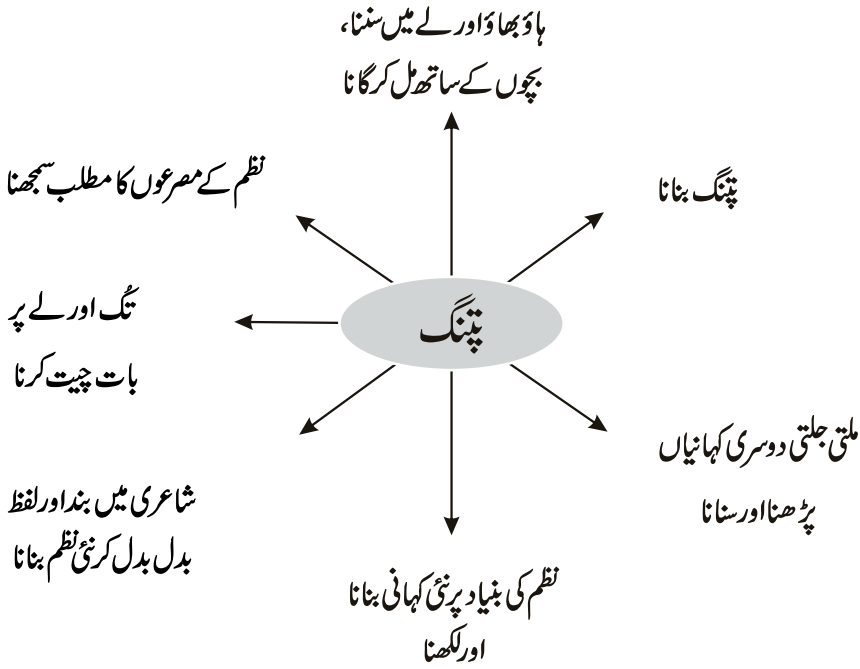 ہاؤ بھاؤ اور لے میں سننا،
بچوں کے ساتھ مل کر گانا
پتنگ بنانا
نظم کے مصرعوں کا مطلب سمجھنا
تُک اور لے پر
بات چیت کرنا
پتنگ
ملتی جلتی دوسری کہانیاں
پڑھنا اور سنانا
شاعری میں بند اور لفظ
بدل بدل کر نئی نظم بنانا
نظم کی بنیاد پر نئی کہانی بنانا
اور لکھنا